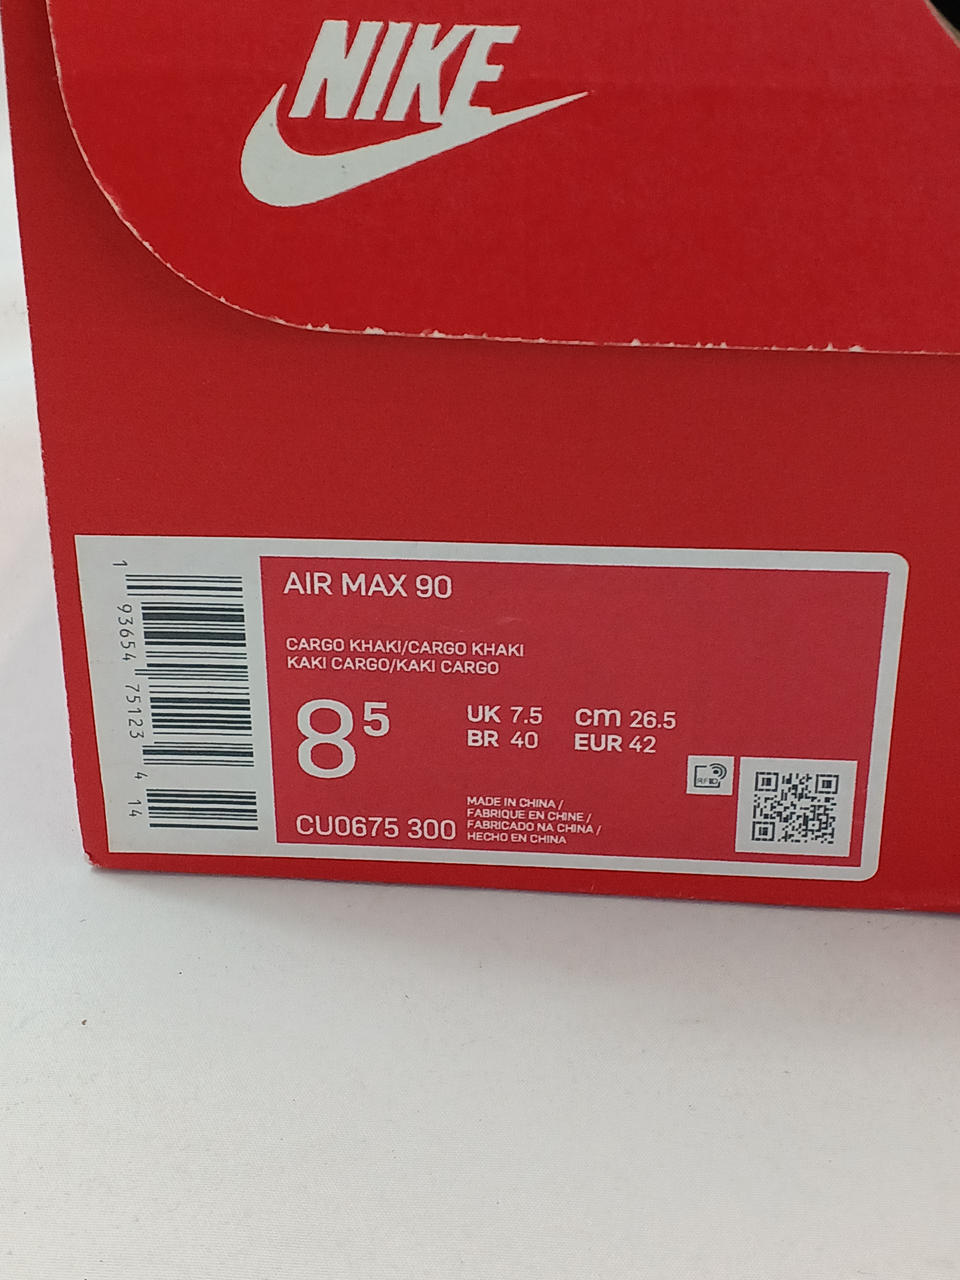 NIKE
AIR MAX 90
CARGO KHAKI/CARGO KHAKI
KAKI CARGO/KAKI CARGO
8⁵
UK 7.5 cm 26.5
BR 40 EUR 42
RFID
CU0675 300
MADE IN CHINA /
FABRIQUE EN CHINE /
FABRICADO NA CHINA /
HECHO EN CHINA
1 93654 75123 4 14